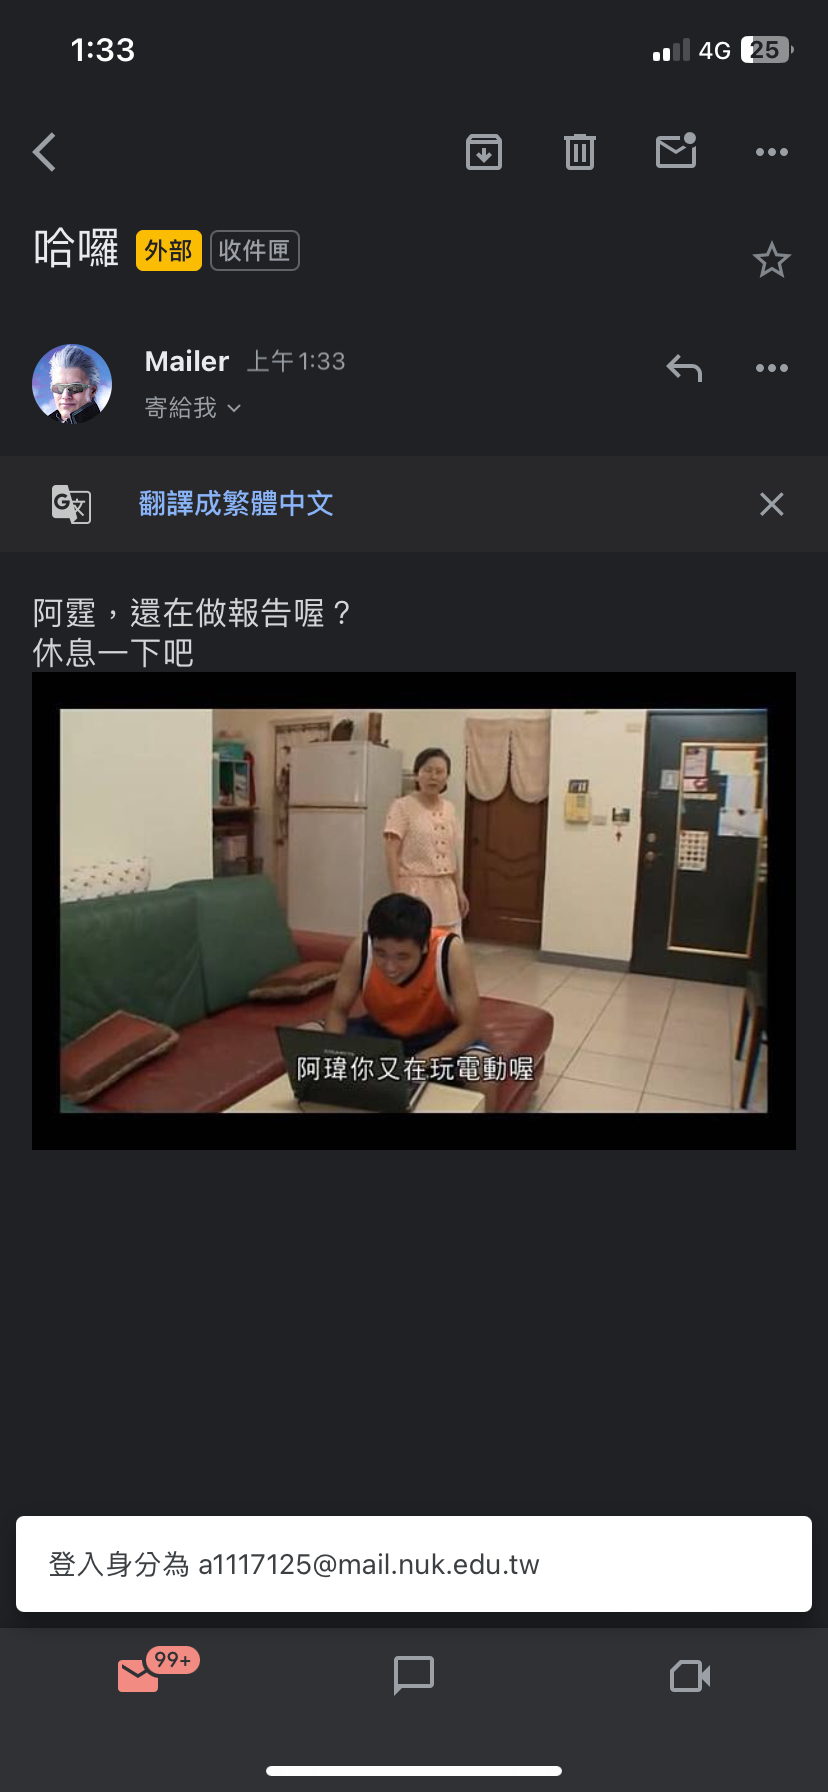 1:33
4G
25
哈囉 外部 收件匣
Mailer 上午1:33
寄給我
翻譯成繁體中文
阿霆，還在做報告喔？
休息一下吧
阿瑋你又在玩電動喔
登入身分為 a1117125@mail.nuk.edu.tw
99+